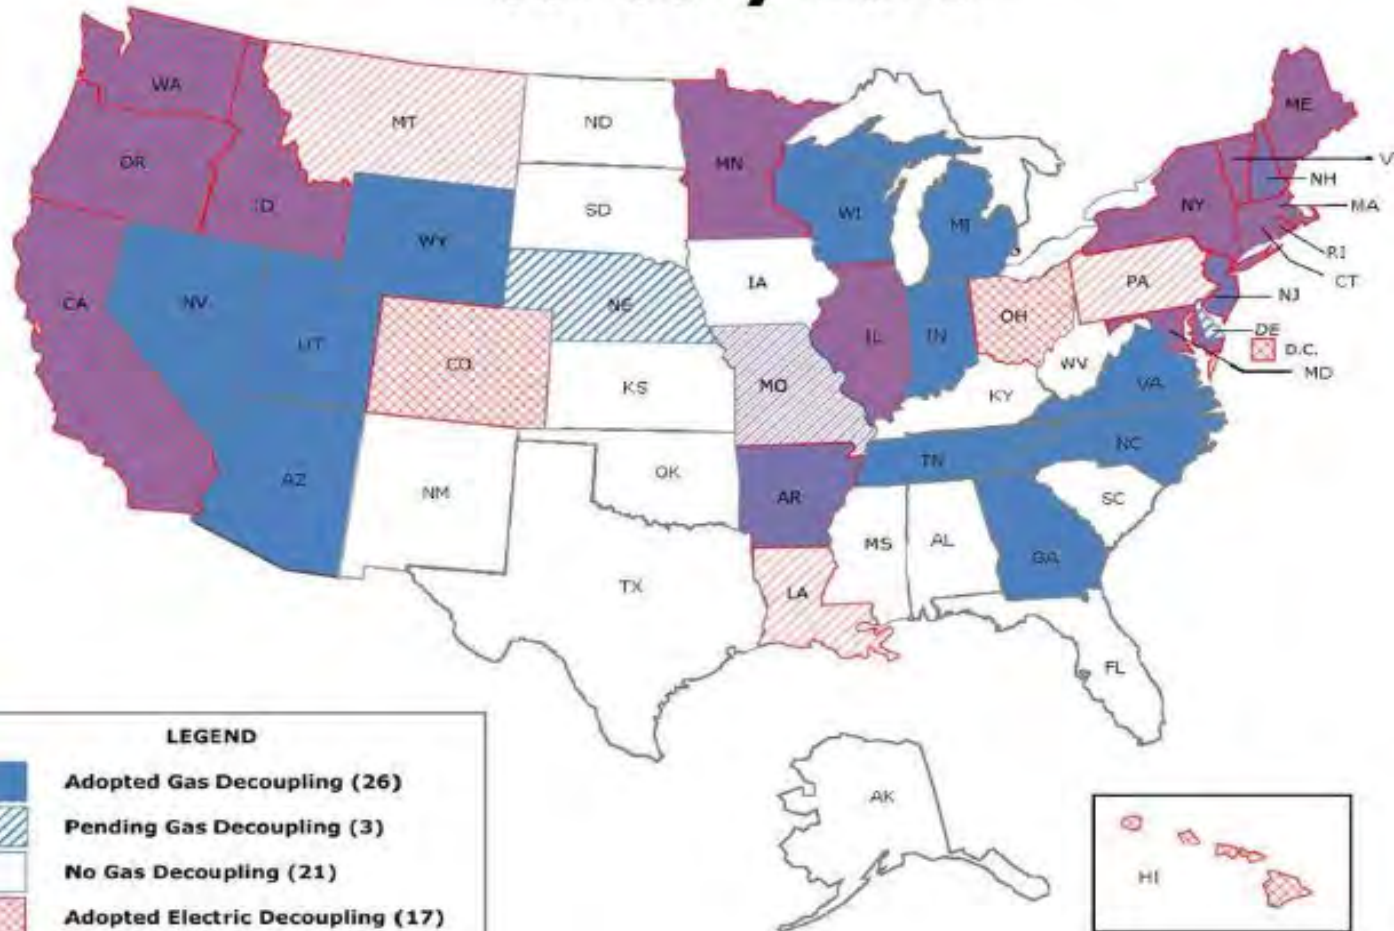 WA
MT
ND
ME
OR
MN
V
ID
SD
WI
MI
NY
NH
MA
WY
RI
CT
CA
NV
NE
IA
PA
NJ
UT
CO
IL
IN
OH
DE
D.C.
MD
KS
MO
WV
VA
KY
AZ
NM
OK
AR
TN
NC
SC
MS
AL
GA
TX
LA
FL
LEGEND
Adopted Gas Decoupling (26)
Pending Gas Decoupling (3)
No Gas Decoupling (21)
Adopted Electric Decoupling (17)
AK
HI